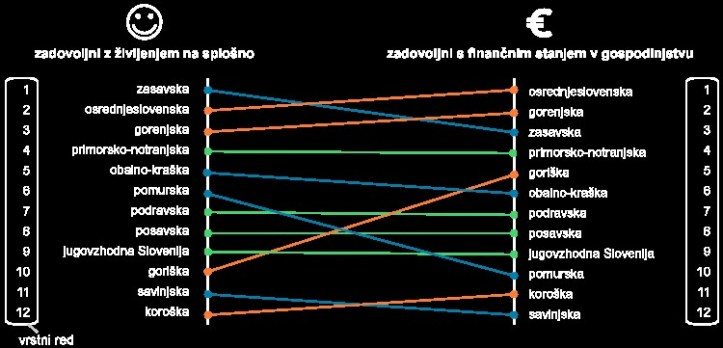 €
zadovoljni z življenjem na splošno
zadovoljni s finančnim stanjem v gospodinjstvu
1 zasavska osrednjeslovenska 1
2 osrednjeslovenska gorenjska 2
3 gorenjska zasavska 3
4 primorsko-notranjska primorsko-notranjska 4
5 obalno-kraška goriška 5
6 pomurska obalno-kraška 6
7 podravska podravska 7
8 posavska posavska 8
9 jugovzhodna Slovenija jugovzhodna Slovenija 9
10 goriška pomurska 10
11 savinjska koroška 11
12 koroška savinjska 12
vrstni red